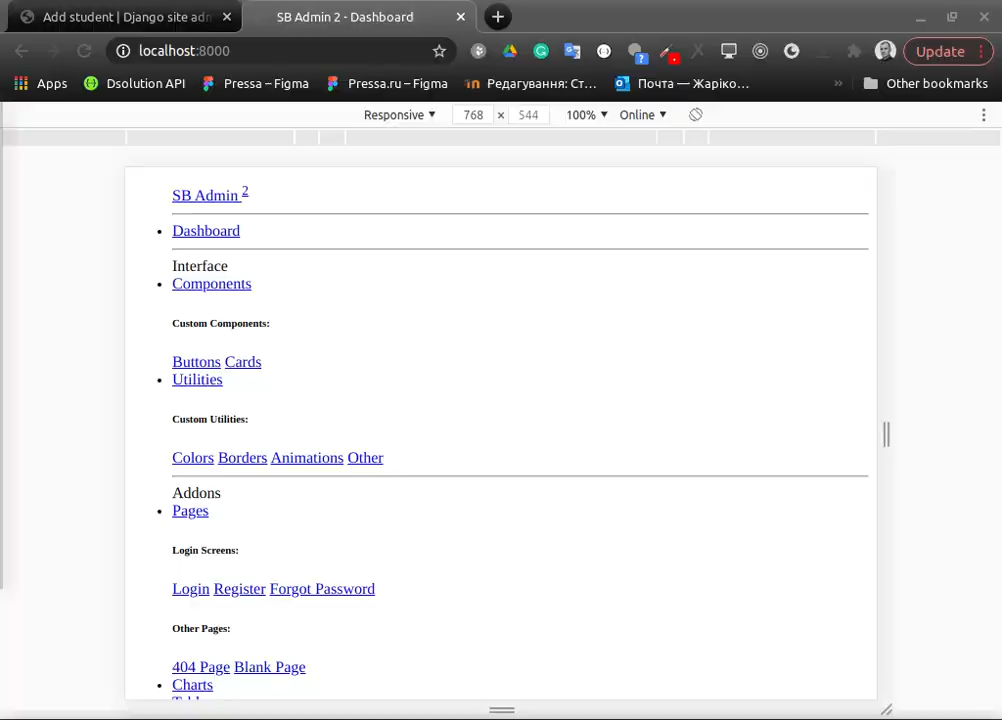 Add student | Django site adr
SB Admin 2 - Dashboard
localhost:8000
Update
Apps
Dsolution API
Pressa – Figma
Pressa.ru – Figma
Редагування: Ст...
Почта — Жаріко...
»
Other bookmarks
Responsive
768 × 544
100%
Online
SB Admin 2
Dashboard
Interface
Components
Custom Components:
Buttons Cards
Utilities
Custom Utilities:
Colors Borders Animations Other
Addons
Pages
Login Screens:
Login Register Forgot Password
Other Pages:
404 Page Blank Page
Charts